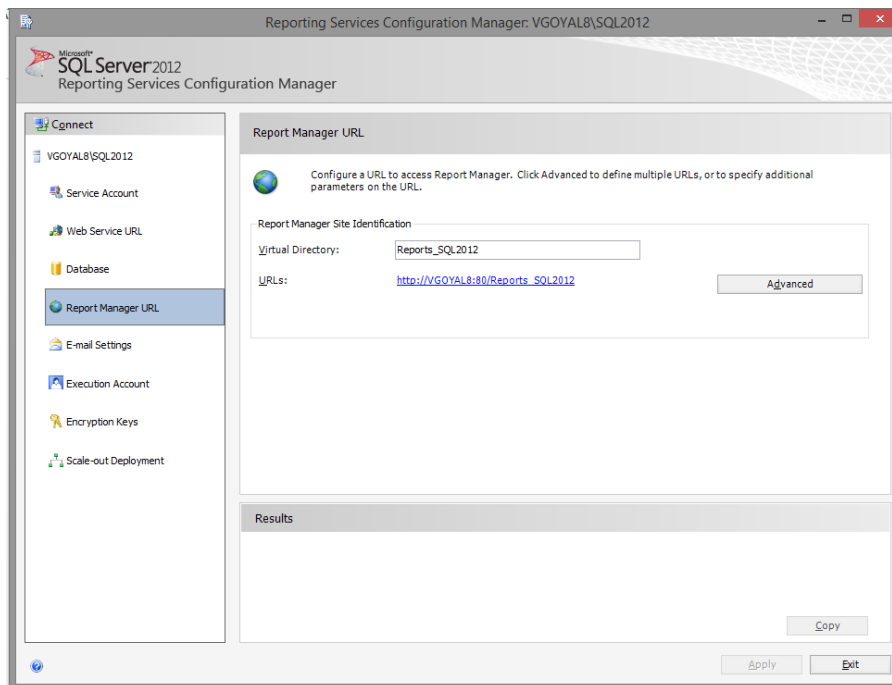 Reporting Services Configuration Manager: VGOYAL8\SQL2012
Microsoft®
SQL Server 2012
Reporting Services Configuration Manager
Connect
VGOYAL8\SQL2012
Service Account
Web Service URL
Database
Report Manager URL
E-mail Settings
Execution Account
Encryption Keys
Scale-out Deployment
Report Manager URL
Configure a URL to access Report Manager. Click Advanced to define multiple URLs, or to specify additional
parameters on the URL.
Report Manager Site Identification
Virtual Directory: Reports_SQL2012
URLs: http://VGOYAL8:80/Reports_SQL2012
Advanced
Results
Copy
Apply Exit